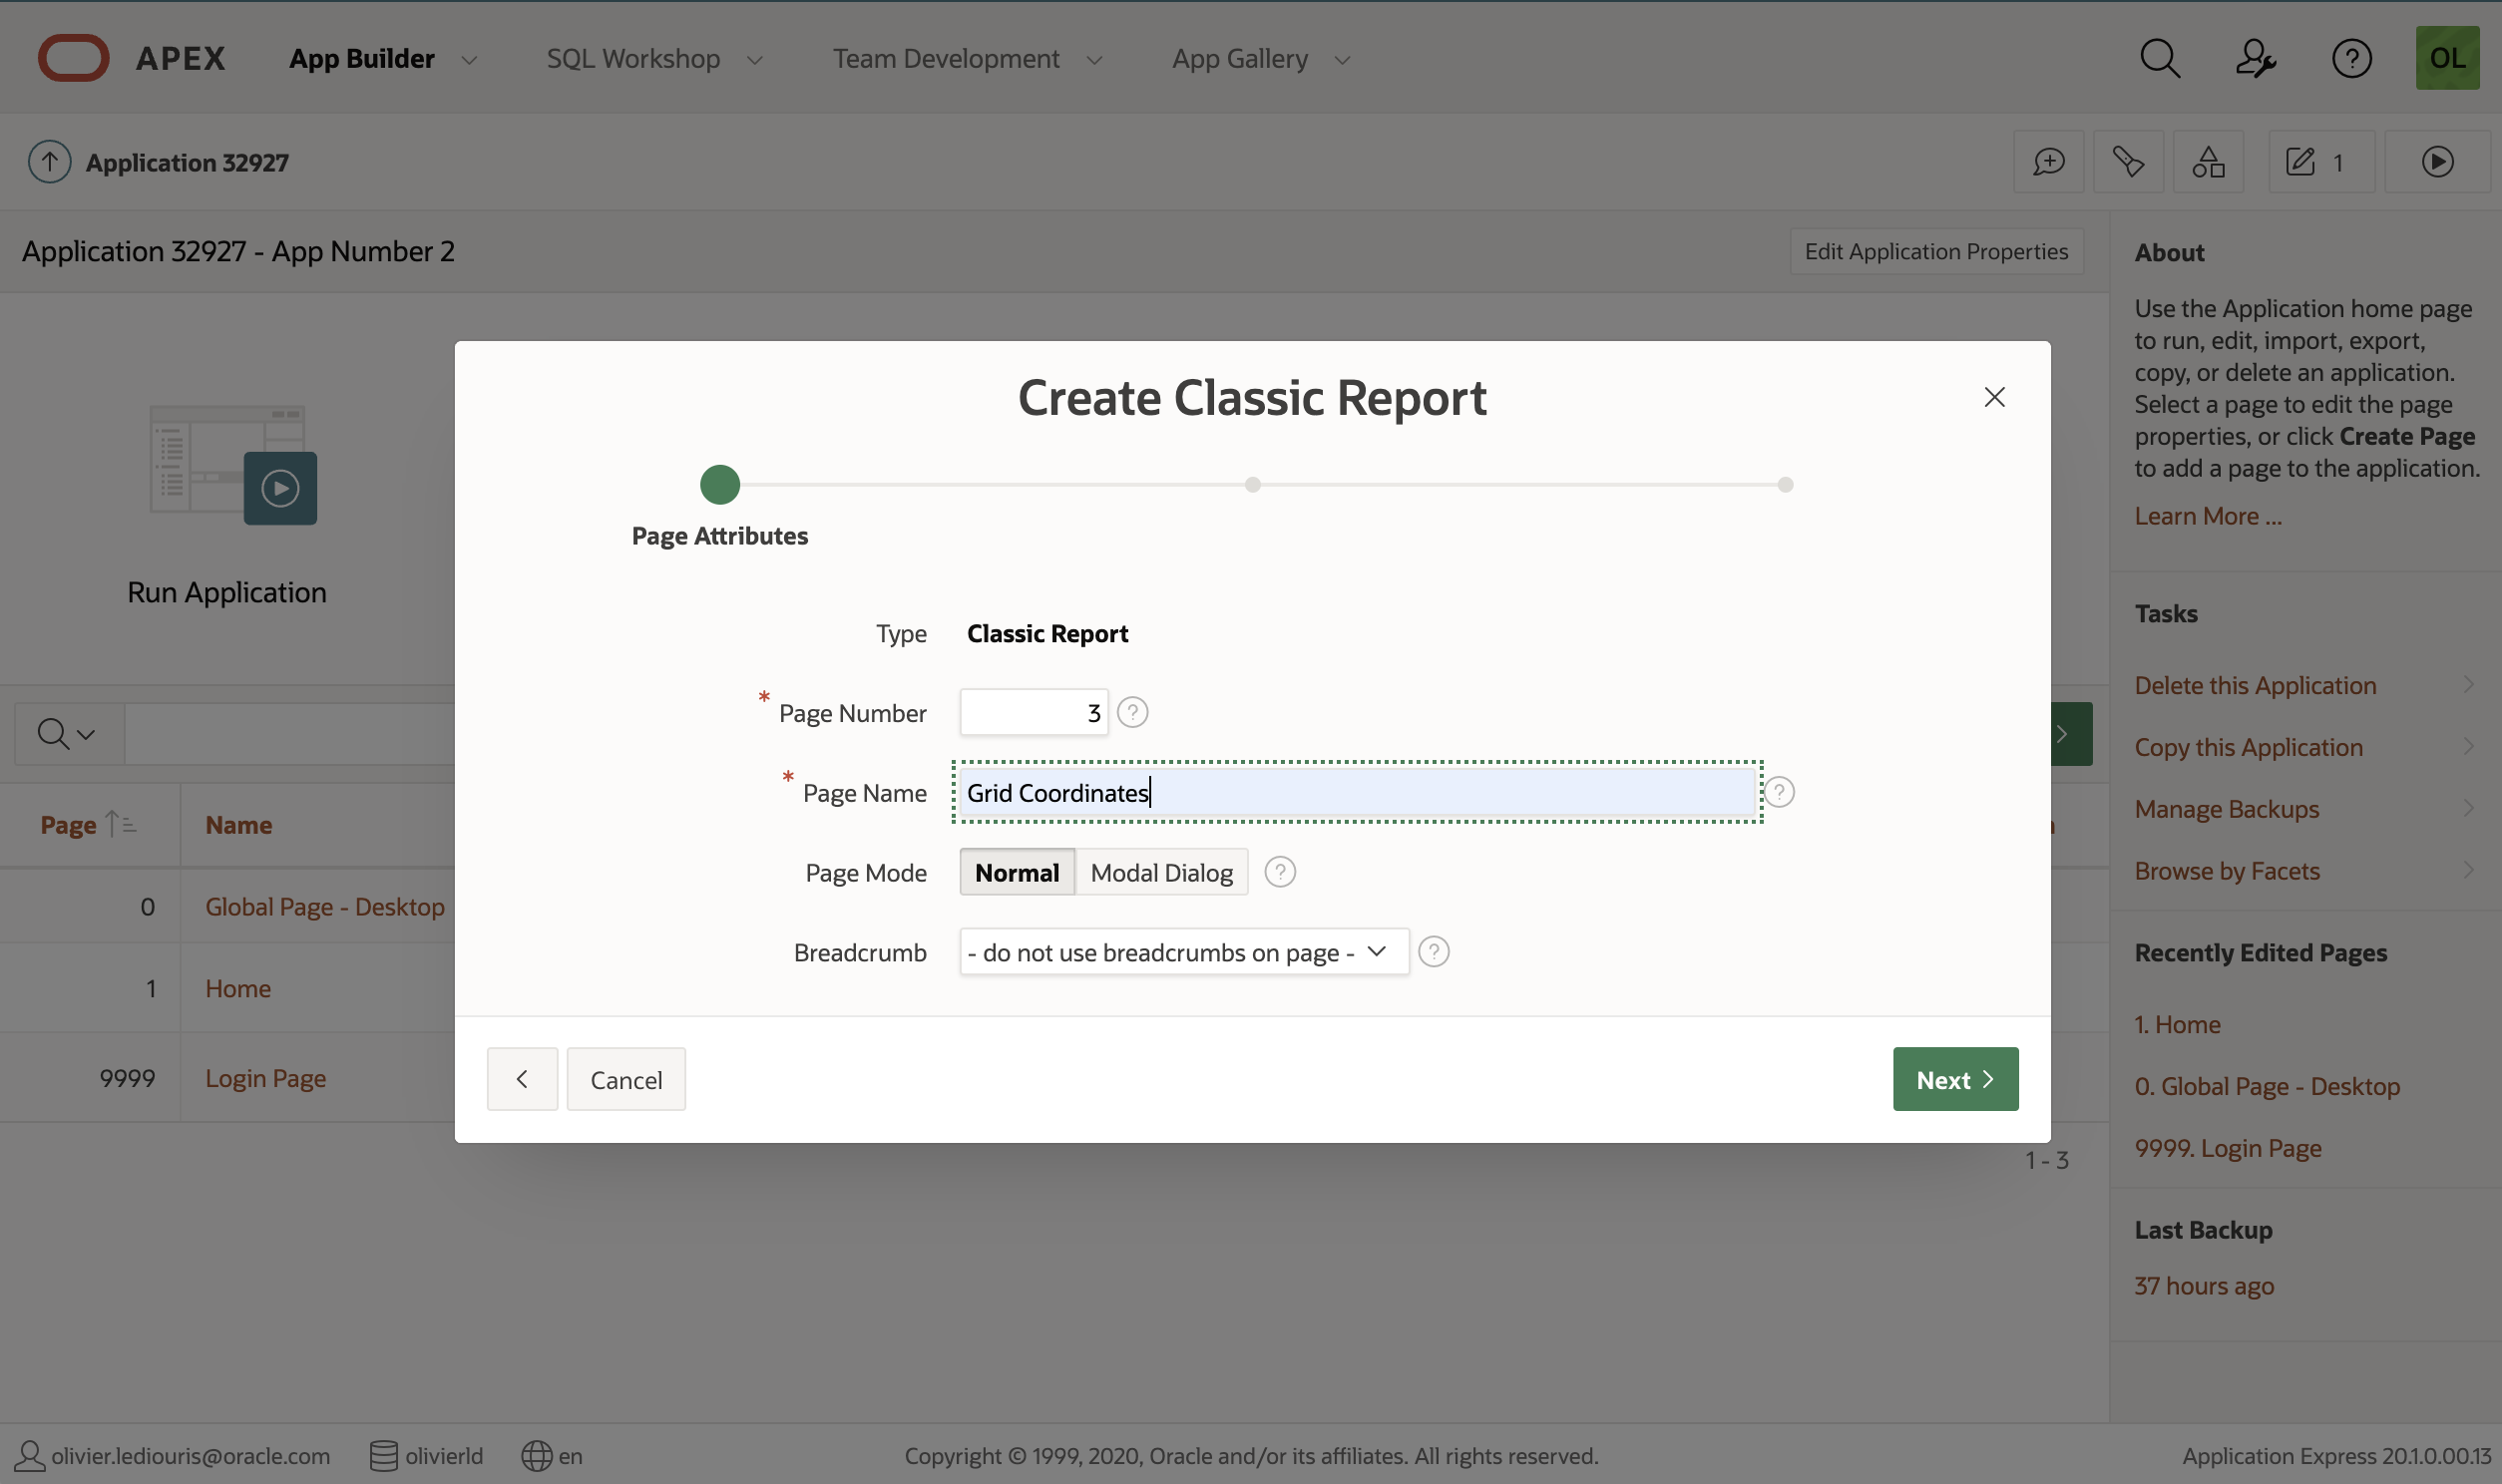 APEX
App Builder
SQL Workshop
Team Development
App Gallery
OL
Application 32927
1
Application 32927 - App Number 2
Edit Application Properties
Run Application
Page
Name
0
Global Page - Desktop
1
Home
9999
Login Page
1 - 3
Create Classic Report
Page Attributes
Type
Classic Report
* Page Number
3
?
* Page Name
Grid Coordinates
?
Page Mode
Normal
Modal Dialog
?
Breadcrumb
- do not use breadcrumbs on page -
?
Cancel
Next
About
Use the Application home page
to run, edit, import, export,
copy, or delete an application.
Select a page to edit the page
properties, or click Create Page
to add a page to the application.
Learn More ...
Tasks
Delete this Application
Copy this Application
Manage Backups
Browse by Facets
Recently Edited Pages
1. Home
0. Global Page - Desktop
9999. Login Page
Last Backup
37 hours ago
olivier.lediouris@oracle.com
olivierld
en
Copyright © 1999, 2020, Oracle and/or its affiliates. All rights reserved.
Application Express 20.1.0.00.13